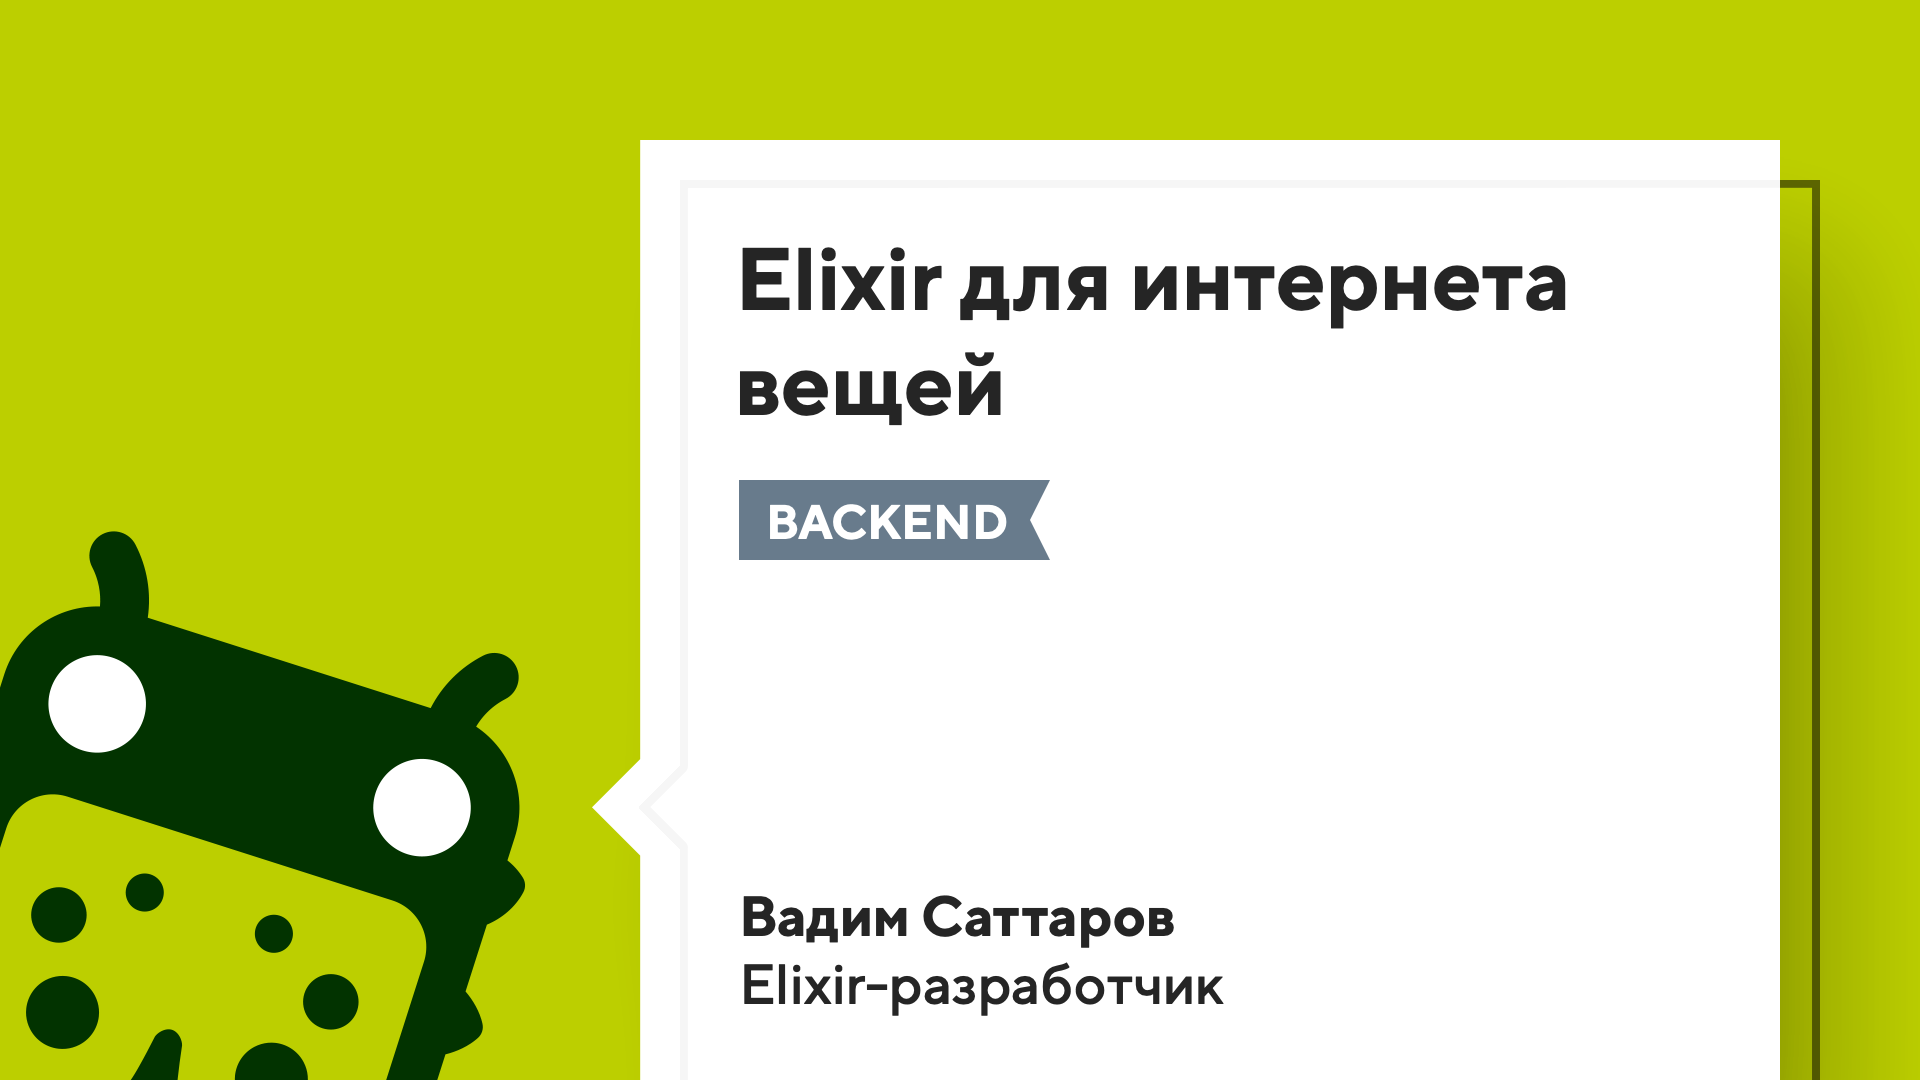 Elixir для интернета
вещей
BACKEND
Вадим Саттаров
Elixir-разработчик